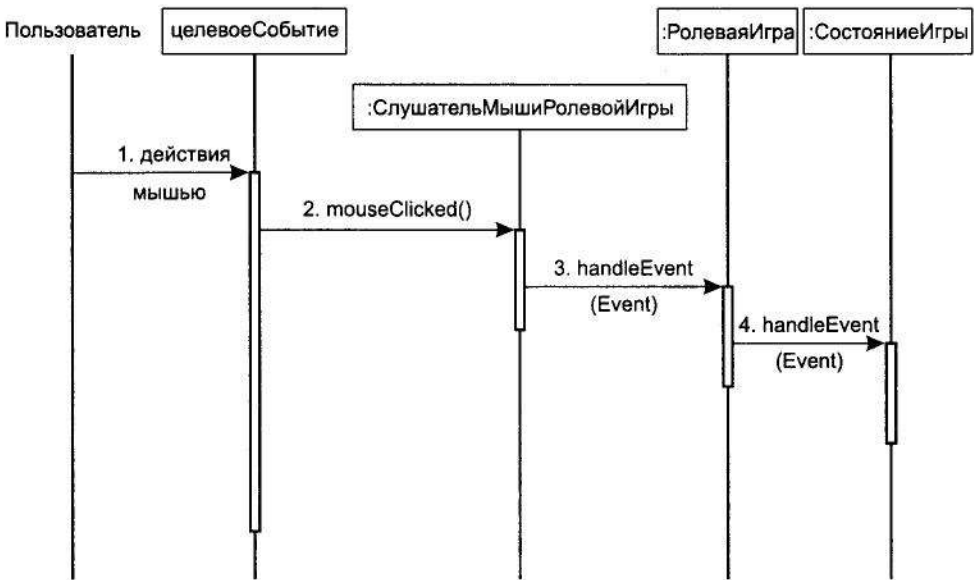 Пользователь
целевоеСобытие
:РолеваяИгра
:СостояниеИгры
:СлушательМышиРолевойИгры
1. действия
мышью
2. mouseClicked()
3. handleEvent
(Event)
4. handleEvent
(Event)